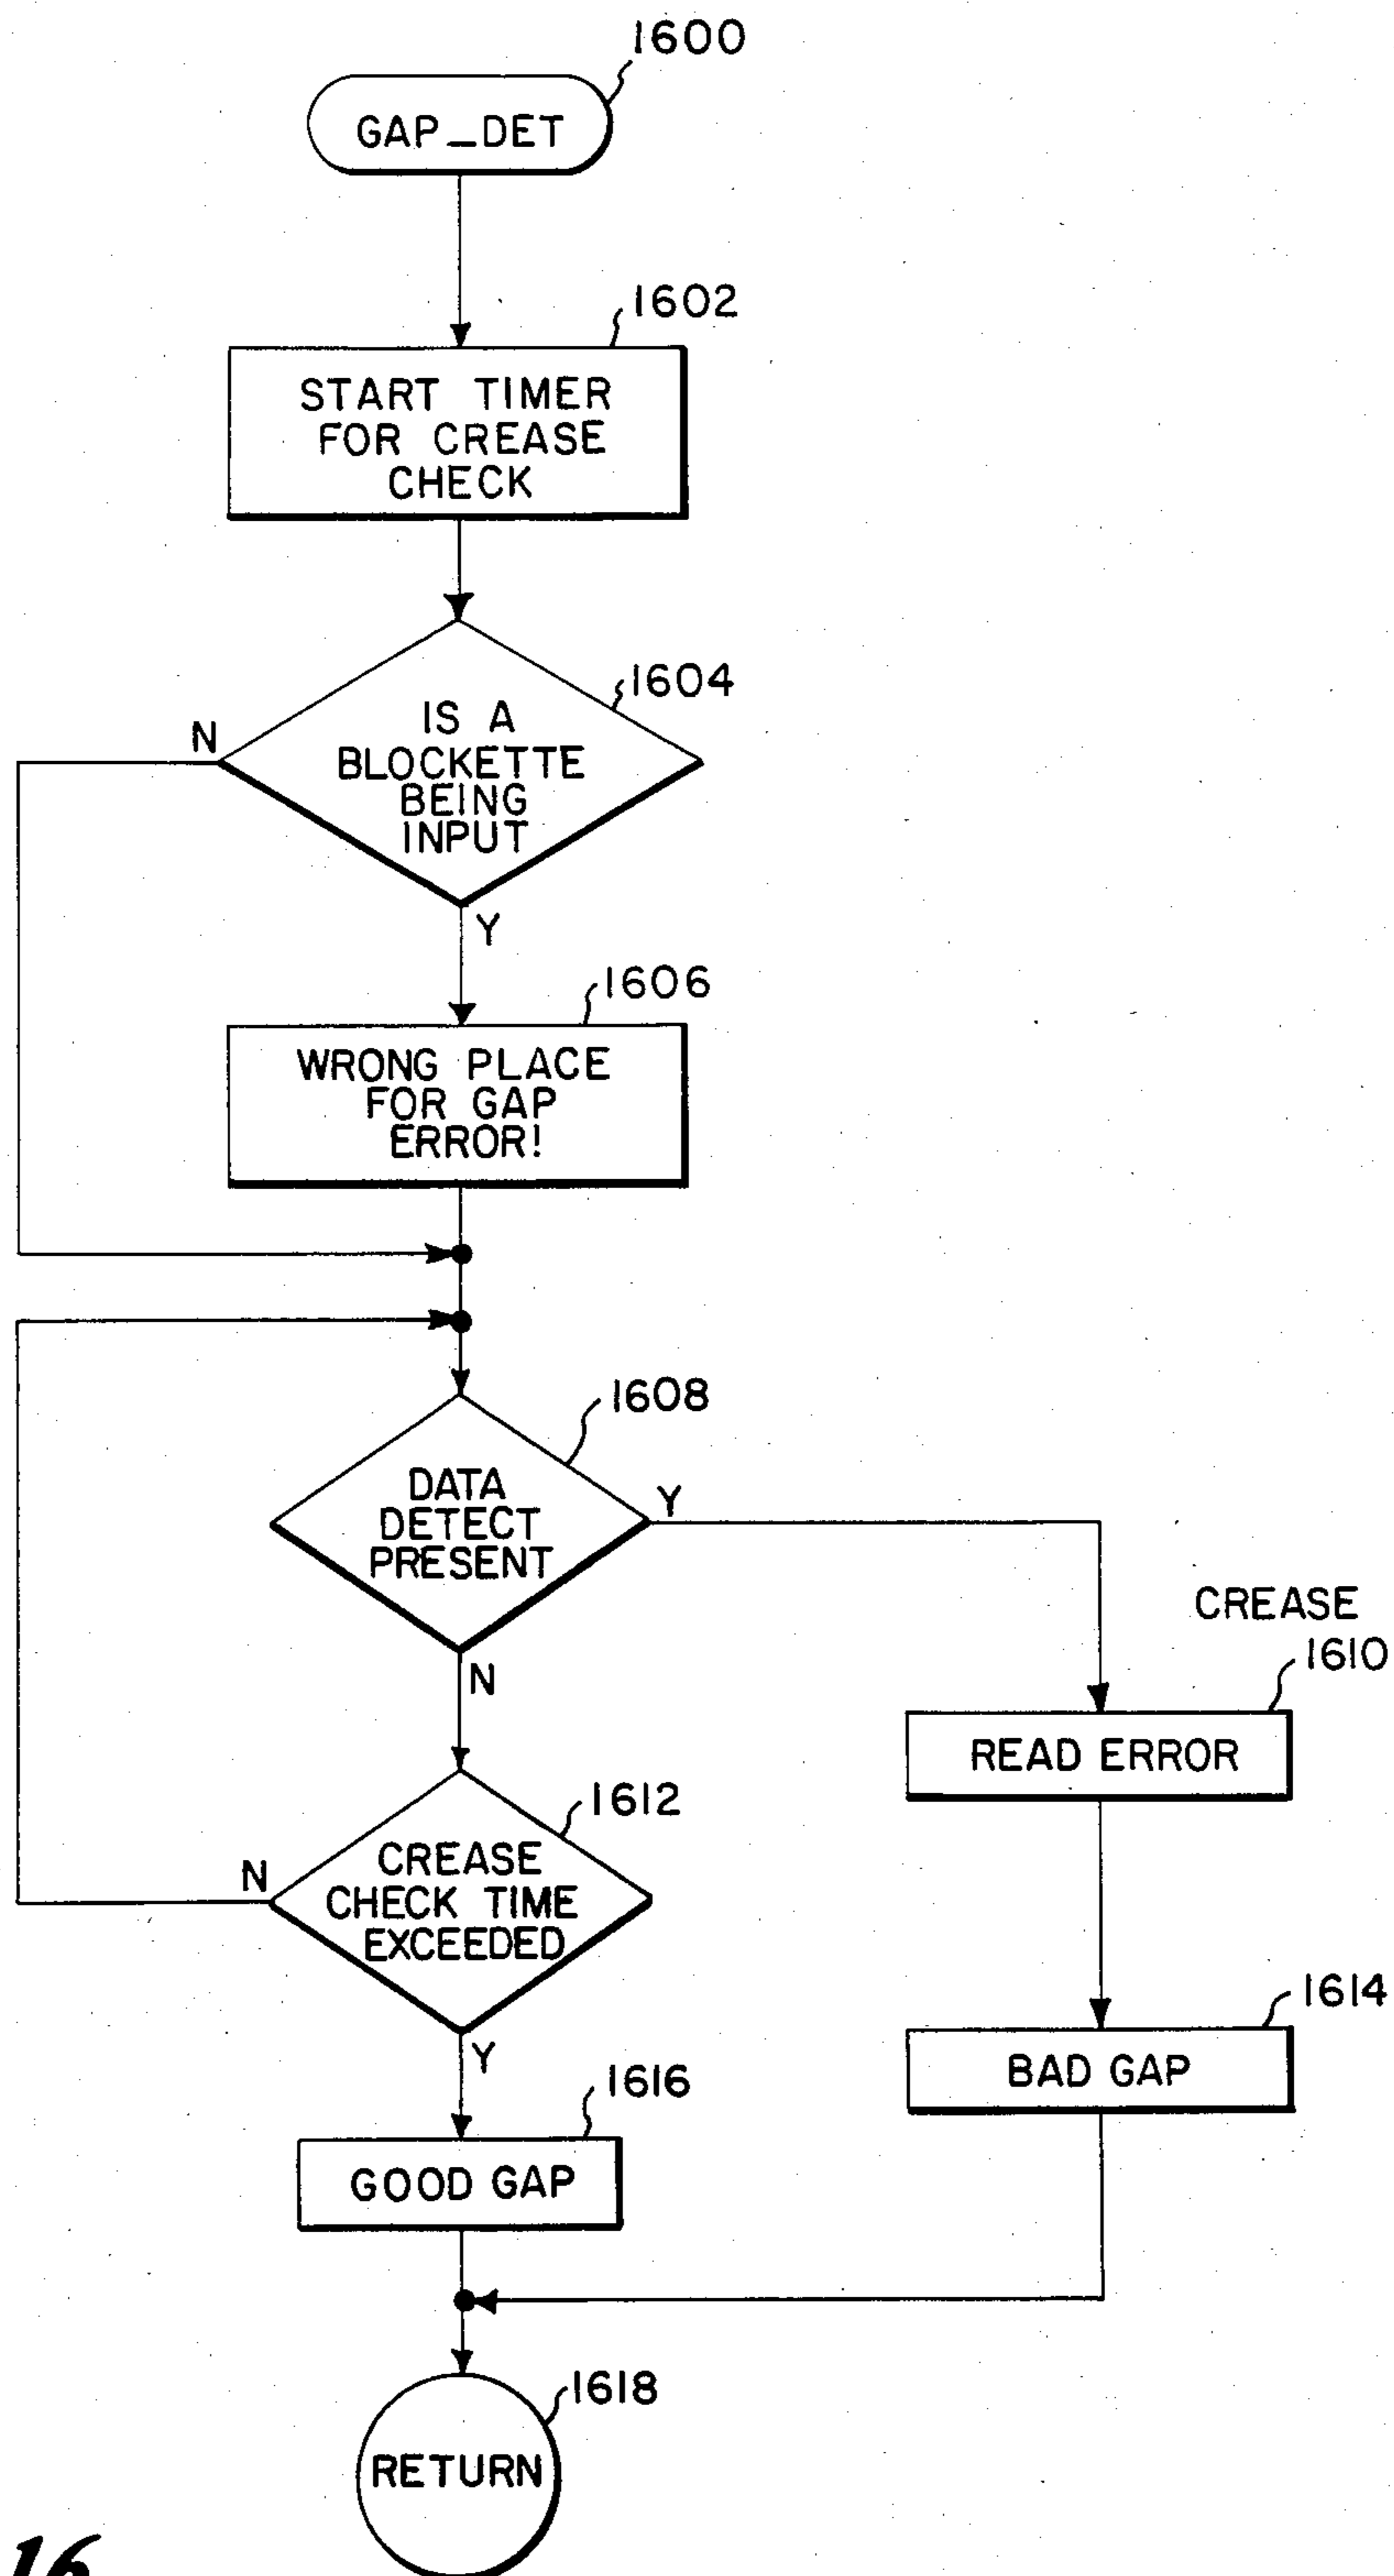 1600
GAP_DET
1602
START TIMER
FOR CREASE
CHECK
1604
IS A
BLOCKETTE
BEING
INPUT
N
Y
1606
WRONG PLACE
FOR GAP
ERROR!
1608
DATA
DETECT
PRESENT
Y
N
CREASE
1610
READ ERROR
1612
CREASE
CHECK TIME
EXCEEDED
N
Y
1614
BAD GAP
1616
GOOD GAP
1618
RETURN
16